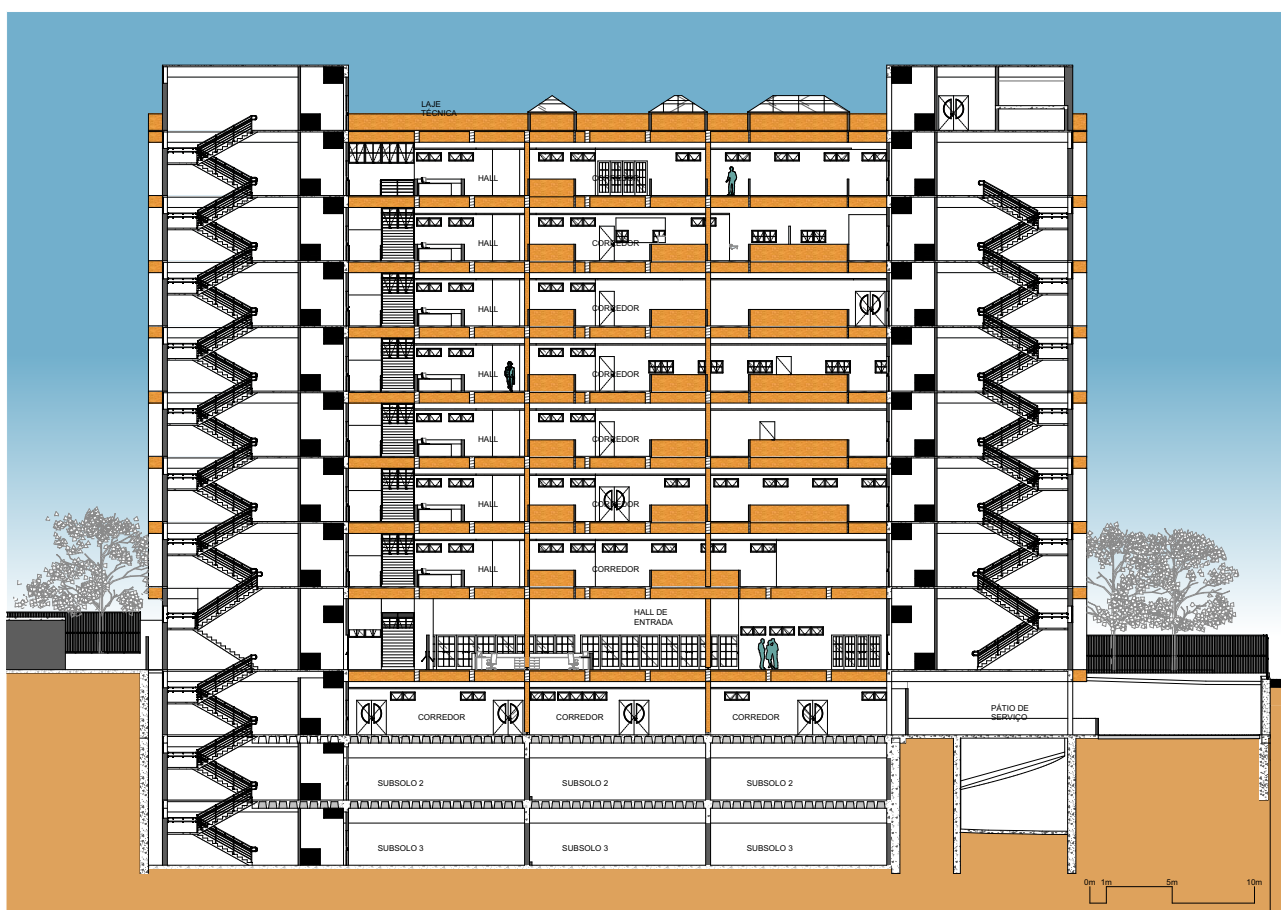 LAJE
TÉCNICA
HALL
CORREDOR
HALL
CORREDOR
HALL
CORREDOR
HALL
CORREDOR
HALL
CORREDOR
HALL
CORREDOR
HALL
CORREDOR
HALL DE
ENTRADA
CORREDOR
CORREDOR
CORREDOR
PÁTIO DE
SERVIÇO
SUBSOLO 2
SUBSOLO 2
SUBSOLO 2
SUBSOLO 3
SUBSOLO 3
SUBSOLO 3
0m 1m 5m 10m